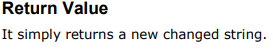 Return Value
It simply returns a new changed string.